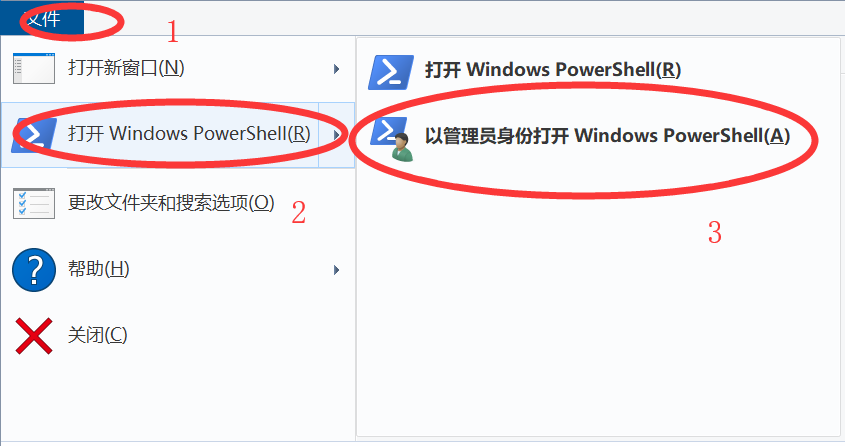 文件
1
打开新窗口(N)
打开 Windows PowerShell(R)
更改文件夹和搜索选项(O)
2
帮助(H)
关闭(C)
打开 Windows PowerShell(R)
以管理员身份打开 Windows PowerShell(A)
3